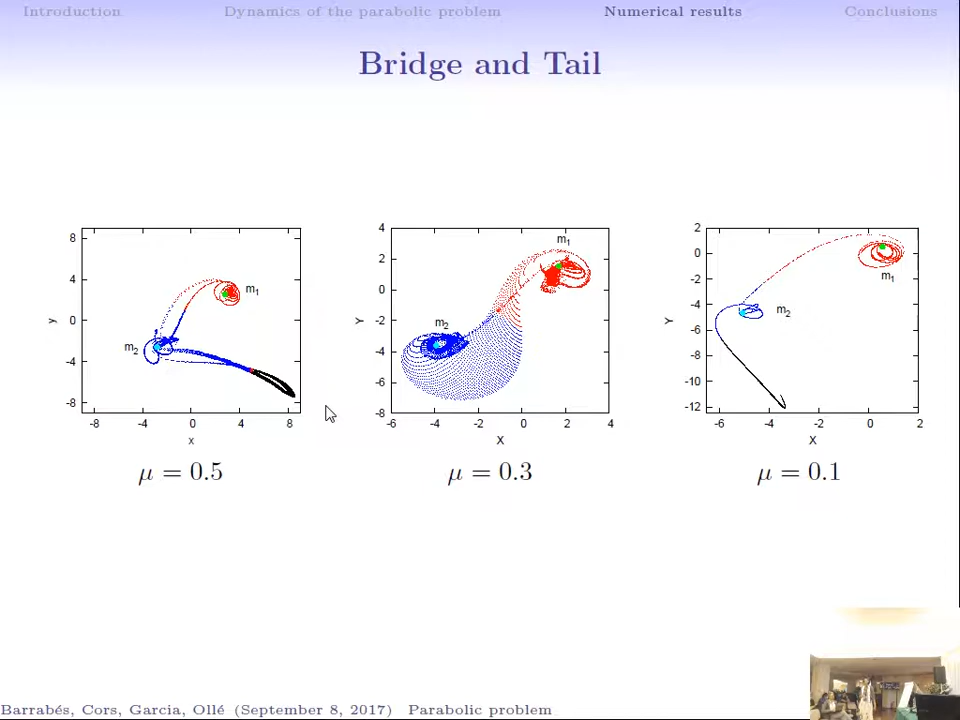 Introduction Dynamics of the parabolic problem Numerical results Conclusions
Bridge and Tail
8 4 0 -4 -8
y
m1
m2
-8 -4 0 4 8
x
μ = 0.5
4 2 0 -2 -4 -6 -8
Y
m1
m2
-6 -4 -2 0 2 4
X
μ = 0.3
2 0 -2 -4 -6 -8 -10 -12
Y
m1
m2
-6 -4 -2 0 2
X
μ = 0.1
Barrabés, Cors, Garcia, Ollé (September 8, 2017) Parabolic problem